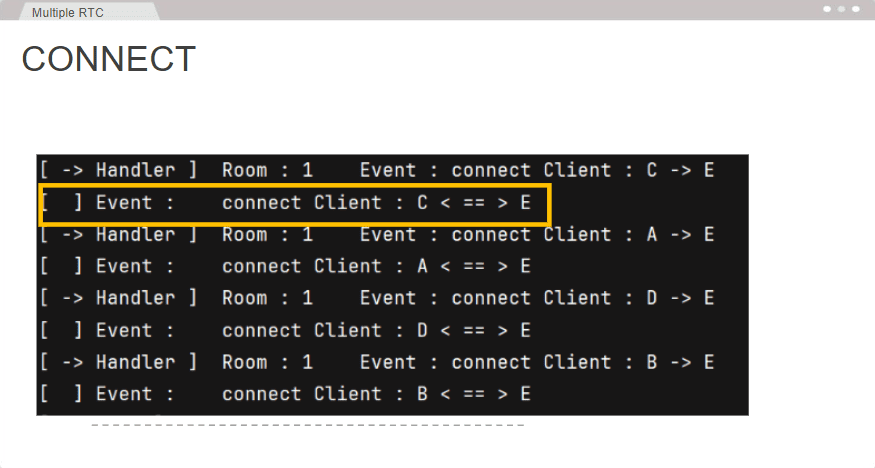 Multiple RTC
CONNECT
[ -> Handler ]  Room : 1    Event : connect Client : C -> E
[  ] Event :    connect Client : C < == > E
[ -> Handler ]  Room : 1    Event : connect Client : A -> E
[  ] Event :    connect Client : A < == > E
[ -> Handler ]  Room : 1    Event : connect Client : D -> E
[  ] Event :    connect Client : D < == > E
[ -> Handler ]  Room : 1    Event : connect Client : B -> E
[  ] Event :    connect Client : B < == > E